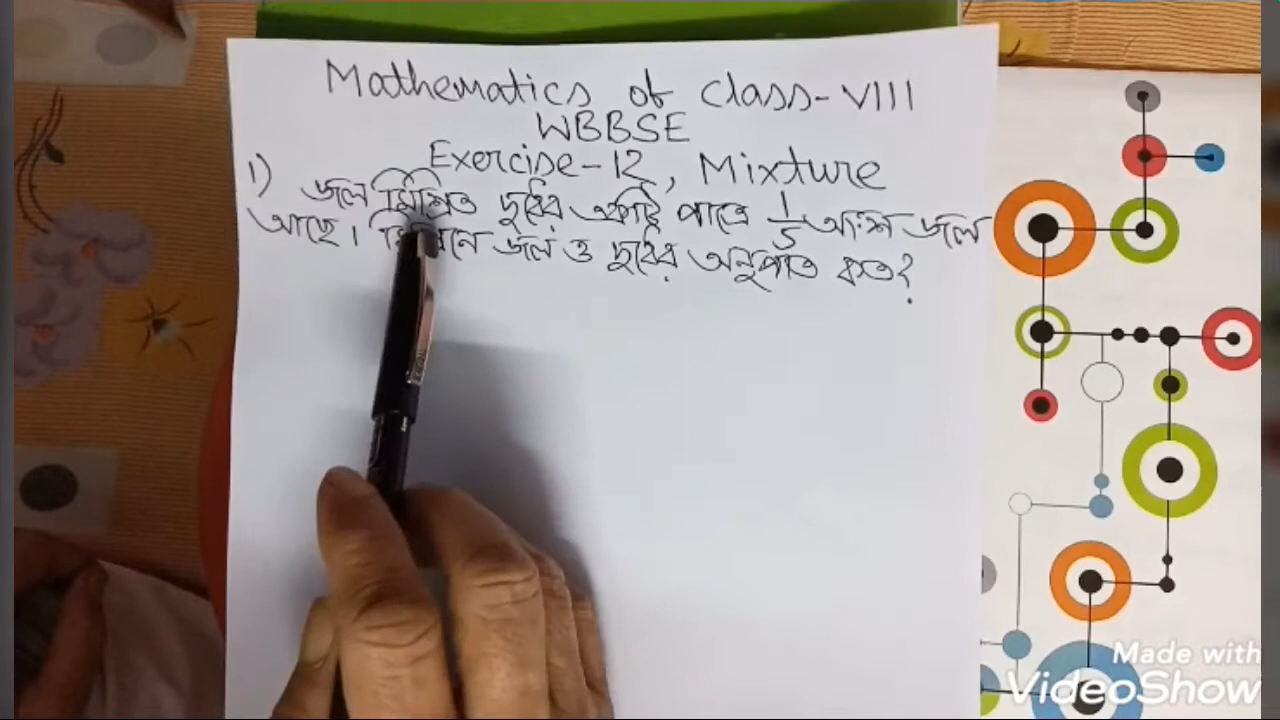 Mathematics of Class-VIII
WBBSE
Exercise-12, Mixture
1) জল মিশ্রিত দুধের একটি পাত্রে 1/5 অংশ জল
আছে। জল ও দুধের অনুপাত কত?
Made with
VideoShow